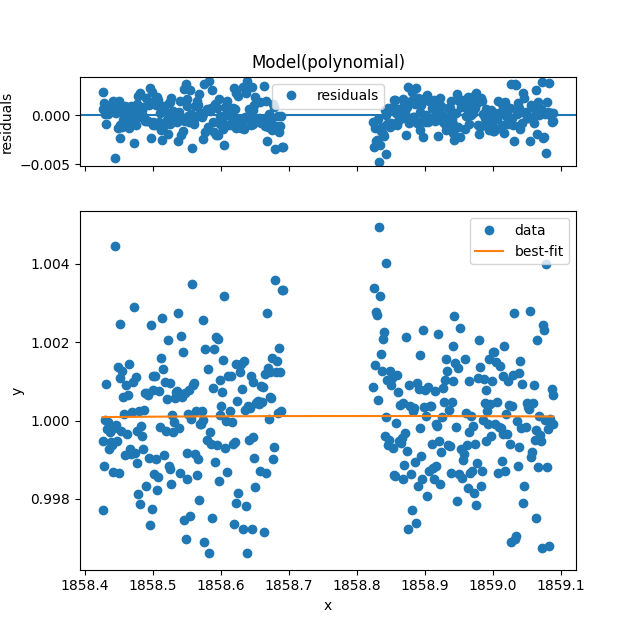 Model(polynomial)
residuals
0.000
−0.005
residuals
data
best-fit
1.004
1.002
1.000
0.998
y
1858.4 1858.5 1858.6 1858.7 1858.8 1858.9 1859.0 1859.1
x